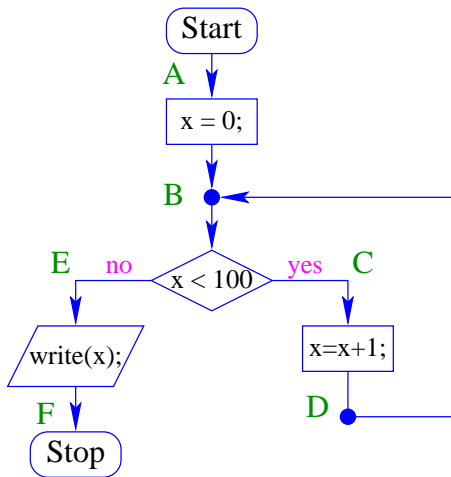 Start
A
x = 0;
B
E no x < 100 yes C
write(x); x=x+1;
F D
Stop